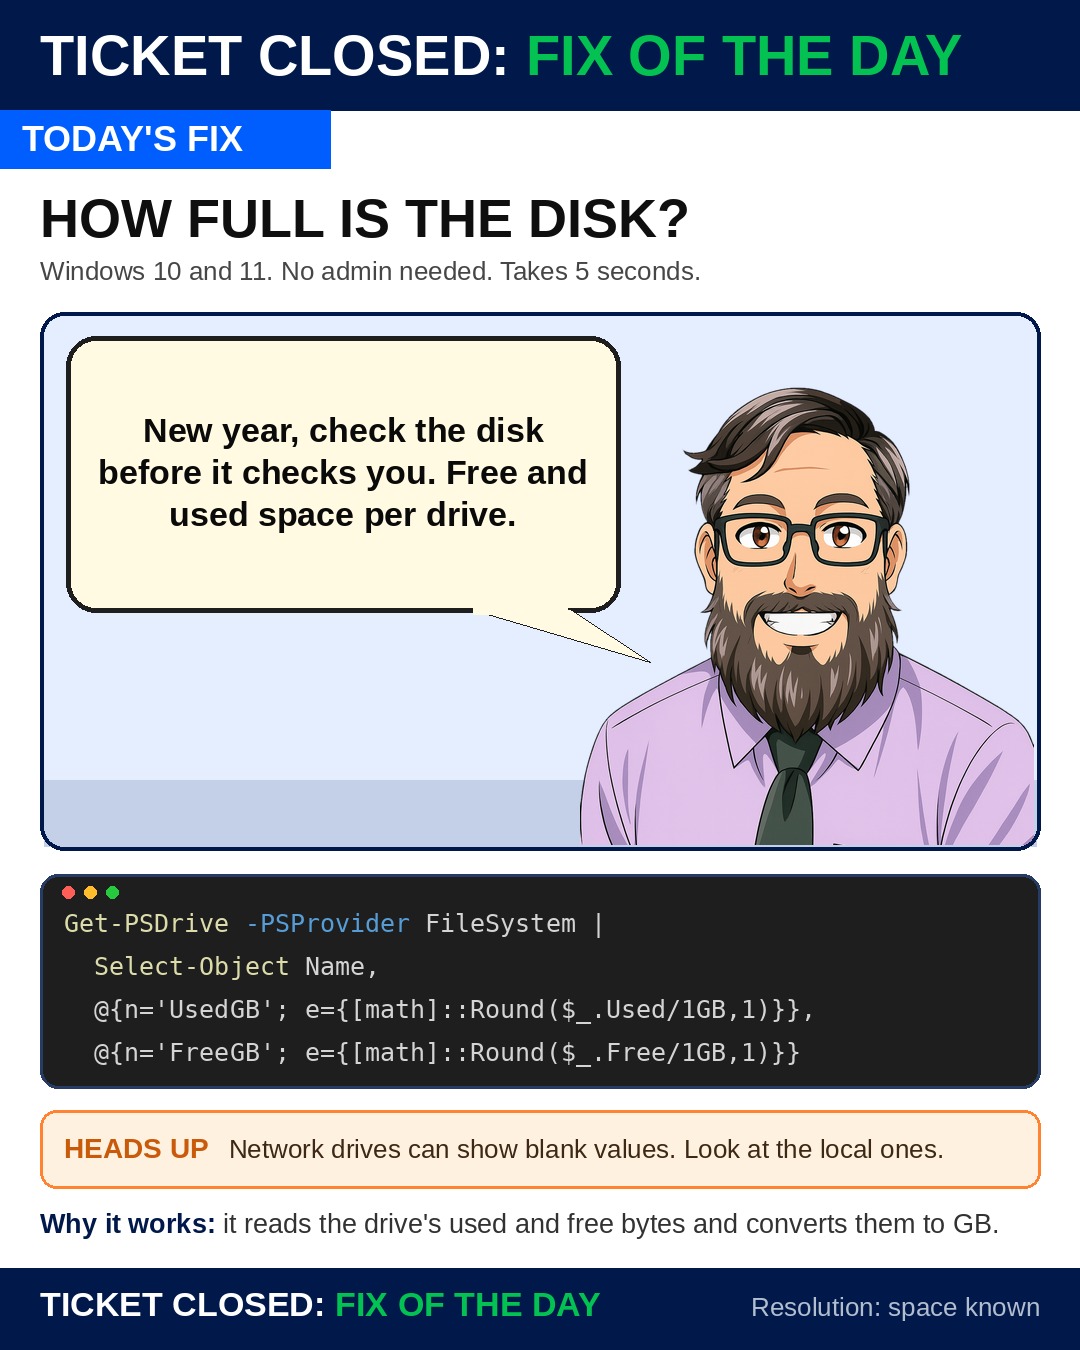 TICKET CLOSED: FIX OF THE DAY
TODAY'S FIX
HOW FULL IS THE DISK?
Windows 10 and 11. No admin needed. Takes 5 seconds.
New year, check the disk
before it checks you. Free and
used space per drive.
Get-PSDrive -PSProvider FileSystem |
  Select-Object Name,
  @{n='UsedGB'; e={[math]::Round($_.Used/1GB,1)}},
  @{n='FreeGB'; e={[math]::Round($_.Free/1GB,1)}}
HEADS UP Network drives can show blank values. Look at the local ones.
Why it works: it reads the drive's used and free bytes and converts them to GB.
TICKET CLOSED: FIX OF THE DAY
Resolution: space known